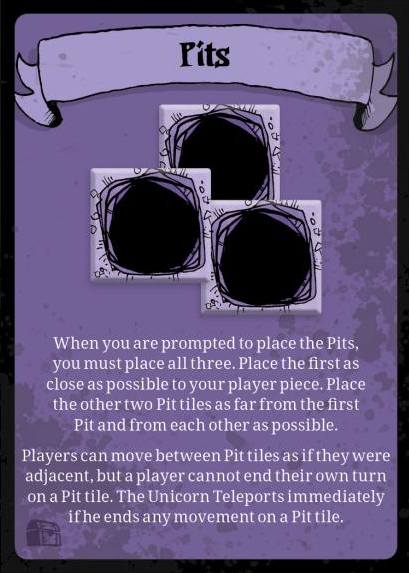 Pits
When you are prompted to place the Pits,
you must place all three. Place the first as
close as possible to your player piece. Place
the other two Pit tiles as far from the first
Pit and from each other as possible.
Players can move between Pit tiles as if they were
adjacent, but a player cannot end their own turn
on a Pit tile. The Unicorn Teleports immediately
if he ends any movement on a Pit tile.